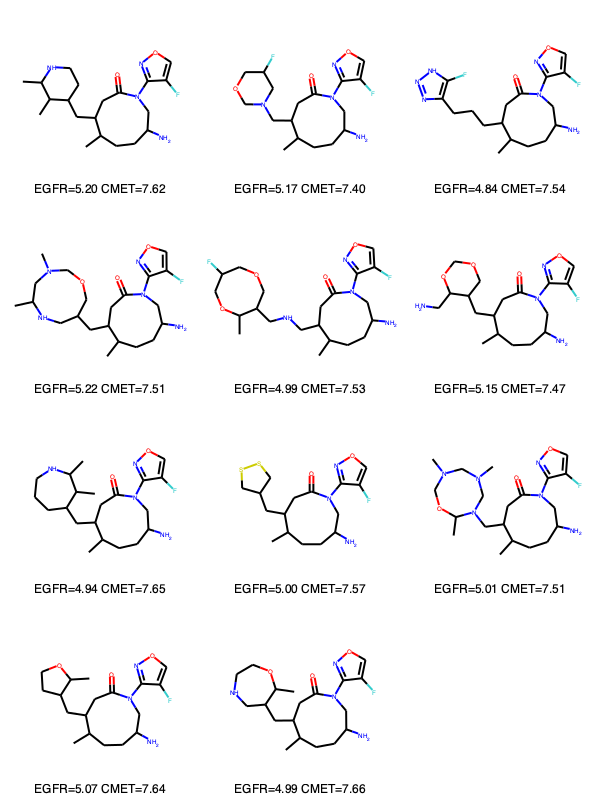 EGFR=5.20 CMET=7.62
EGFR=5.17 CMET=7.40
EGFR=4.84 CMET=7.54
EGFR=5.22 CMET=7.51
EGFR=4.99 CMET=7.53
EGFR=5.15 CMET=7.47
EGFR=4.94 CMET=7.65
EGFR=5.00 CMET=7.57
EGFR=5.01 CMET=7.51
EGFR=5.07 CMET=7.64
EGFR=4.99 CMET=7.66